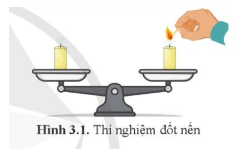 Hình 3.1. Thí nghiệm đốt nến